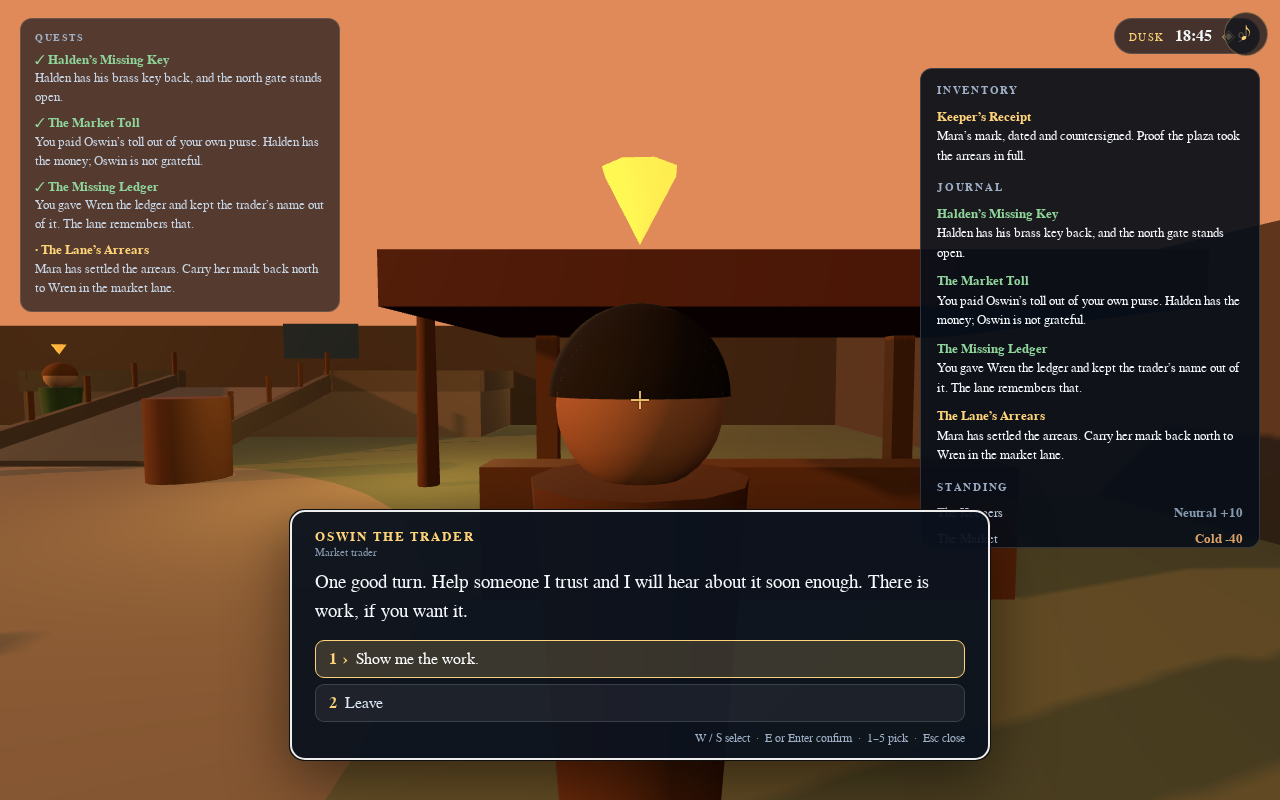 QUESTS
✓ Halden's Missing Key
Halden has his brass key back, and the north gate stands
open.
✓ The Market Toll
You paid Oswin's toll out of your own purse. Halden has
the money; Oswin is not grateful.
✓ The Missing Ledger
You gave Wren the ledger and kept the trader's name out
of it. The lane remembers that.
· The Lane's Arrears
Mara has settled the arrears. Carry her mark back north
to Wren in the market lane.
DUSK 18:45
INVENTORY
Keeper's Receipt
Mara's mark, dated and countersigned. Proof the plaza took
the arrears in full.
JOURNAL
Halden's Missing Key
Halden has his brass key back, and the north gate stands
open.
The Market Toll
You paid Oswin's toll out of your own purse. Halden has the
money; Oswin is not grateful.
The Missing Ledger
You gave Wren the ledger and kept the trader's name out of
it. The lane remembers that.
The Lane's Arrears
Mara has settled the arrears. Carry her mark back north to
Wren in the market lane.
STANDING
Neutral +10
The Market Cold -40
OSWIN THE TRADER
Market trader
One good turn. Help someone I trust and I will hear about it soon enough. There is
work, if you want it.
1 › Show me the work.
2 Leave
W / S select · E or Enter confirm · 1–5 pick · Esc close